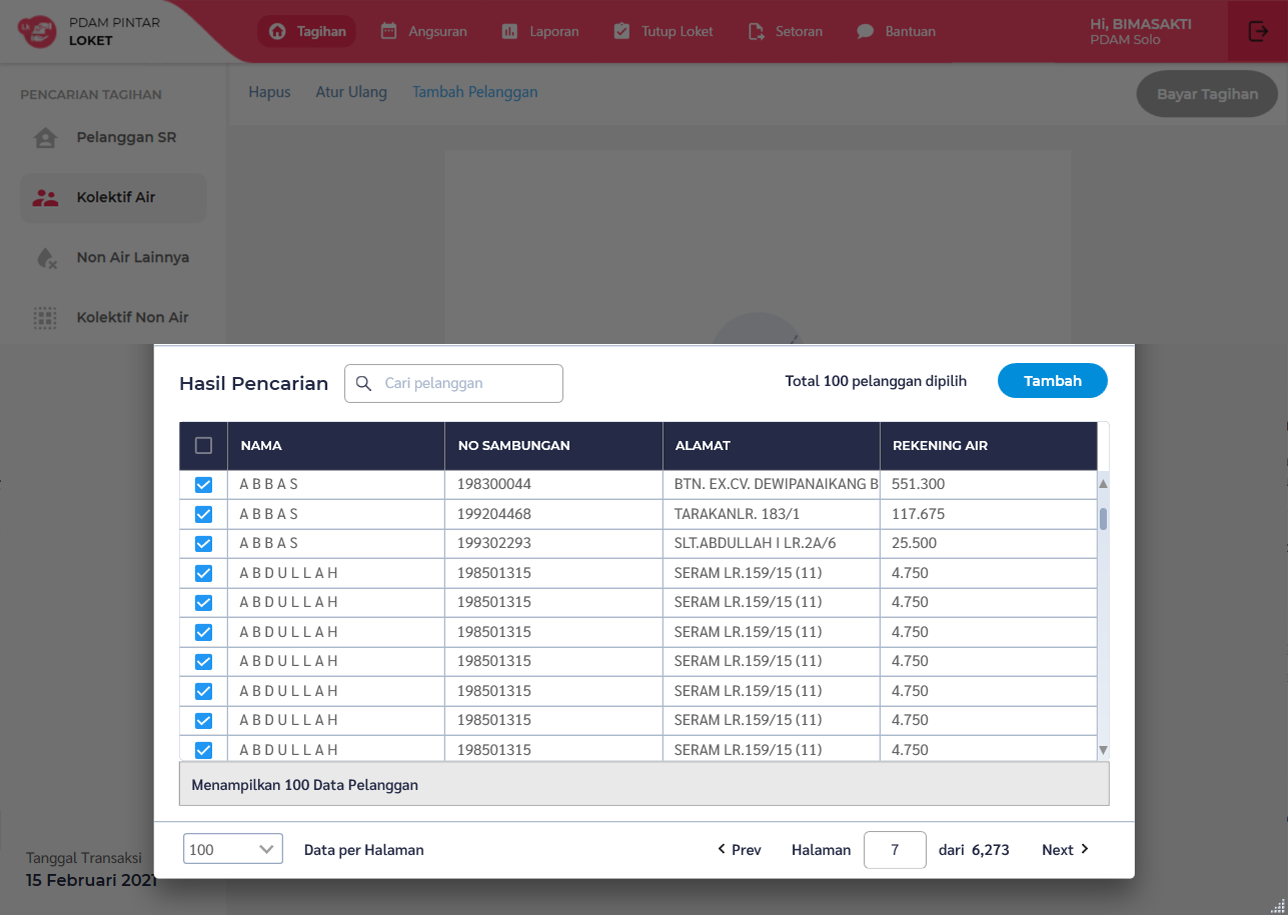 PDAM PINTAR
LOKET
Tagihan
Angsuran
Laporan
Tutup Loket
Setoran
Bantuan
Hi, BIMASAKTI
PDAM Solo
PENCARIAN TAGIHAN
Hapus
Atur Ulang
Tambah Pelanggan
Bayar Tagihan
Pelanggan SR
Kolektif Air
Non Air Lainnya
Kolektif Non Air
Hasil Pencarian
Cari pelanggan
Total 100 pelanggan dipilih
Tambah
NAMA NO SAMBUNGAN ALAMAT REKENING AIR
A B B A S 198300044 BTN. EX.CV. DEWIPANAIKANG B 551.300
A B B A S 199204468 TARAKANLR. 183/1 117.675
A B B A S 199302293 SLT.ABDULLAH I LR.2A/6 25.500
A B D U L L A H 198501315 SERAM LR.159/15 (11) 4.750
A B D U L L A H 198501315 SERAM LR.159/15 (11) 4.750
A B D U L L A H 198501315 SERAM LR.159/15 (11) 4.750
A B D U L L A H 198501315 SERAM LR.159/15 (11) 4.750
A B D U L L A H 198501315 SERAM LR.159/15 (11) 4.750
A B D U L L A H 198501315 SERAM LR.159/15 (11) 4.750
A B D U L L A H 198501315 SERAM LR.159/15 (11) 4.750
Menampilkan 100 Data Pelanggan
100 Data per Halaman
Prev Halaman 7 dari 6,273 Next
Tanggal Transaksi
15 Februari 2021